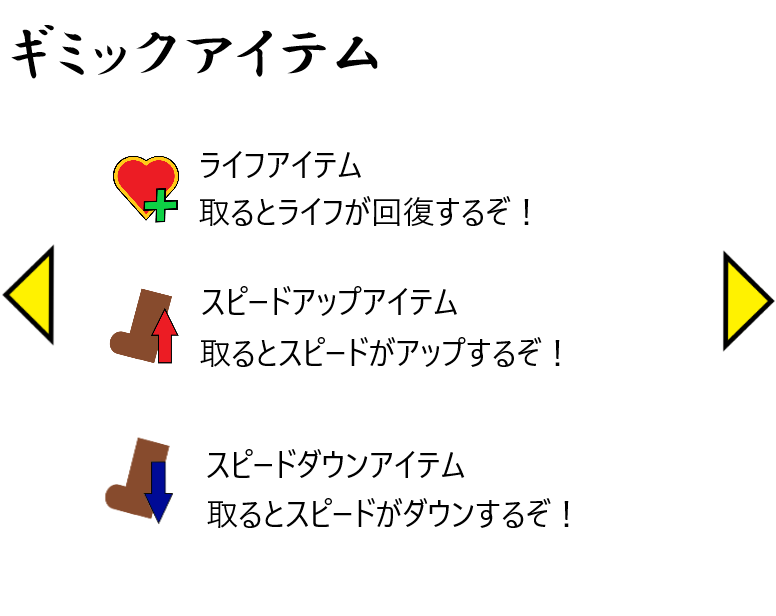 ギミックアイテム
ライフアイテム
取るとライフが回復するぞ！
スピードアップアイテム
取るとスピードがアップするぞ！
スピードダウンアイテム
取るとスピードがダウンするぞ！